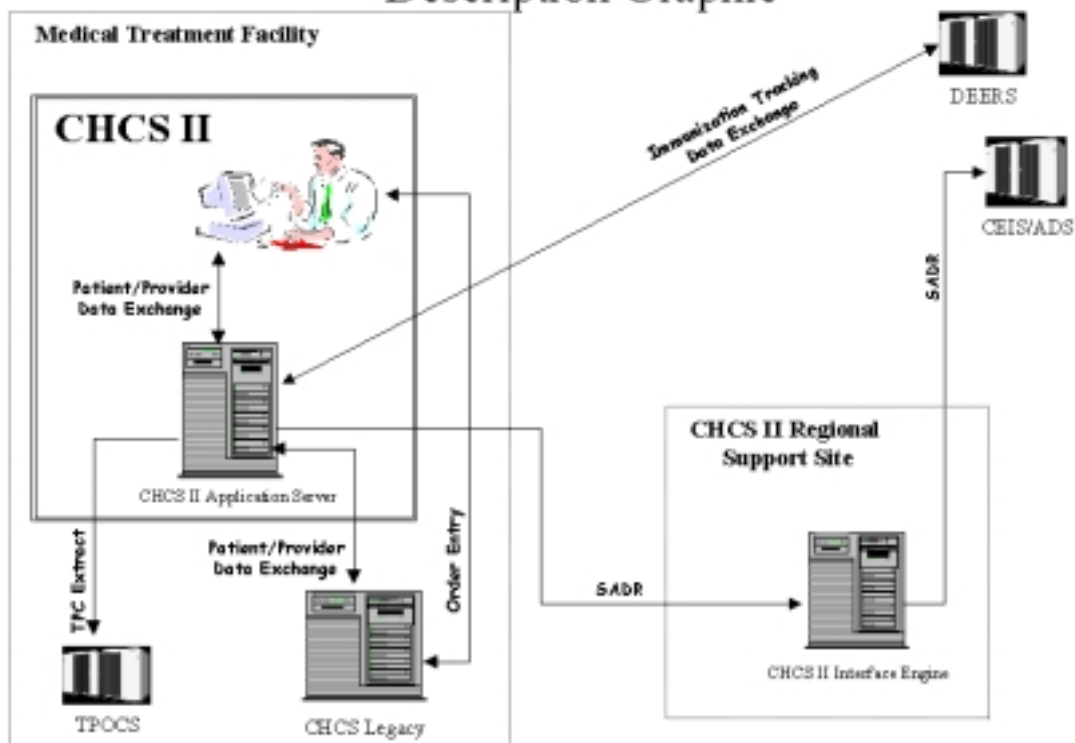 Description Graphic
Medical Treatment Facility
CHCS II
Patient/Provider
Data Exchange
CHCS II Application Server
TPC Extract
Patient/Provider
Data Exchange
Order Entry
TPOCS
CHCS Legacy
Immunization Tracking
Data Exchange
DEERS
CEIS/ADS
SADR
CHCS II Regional
Support Site
SADR
CHCS II Interface Engine